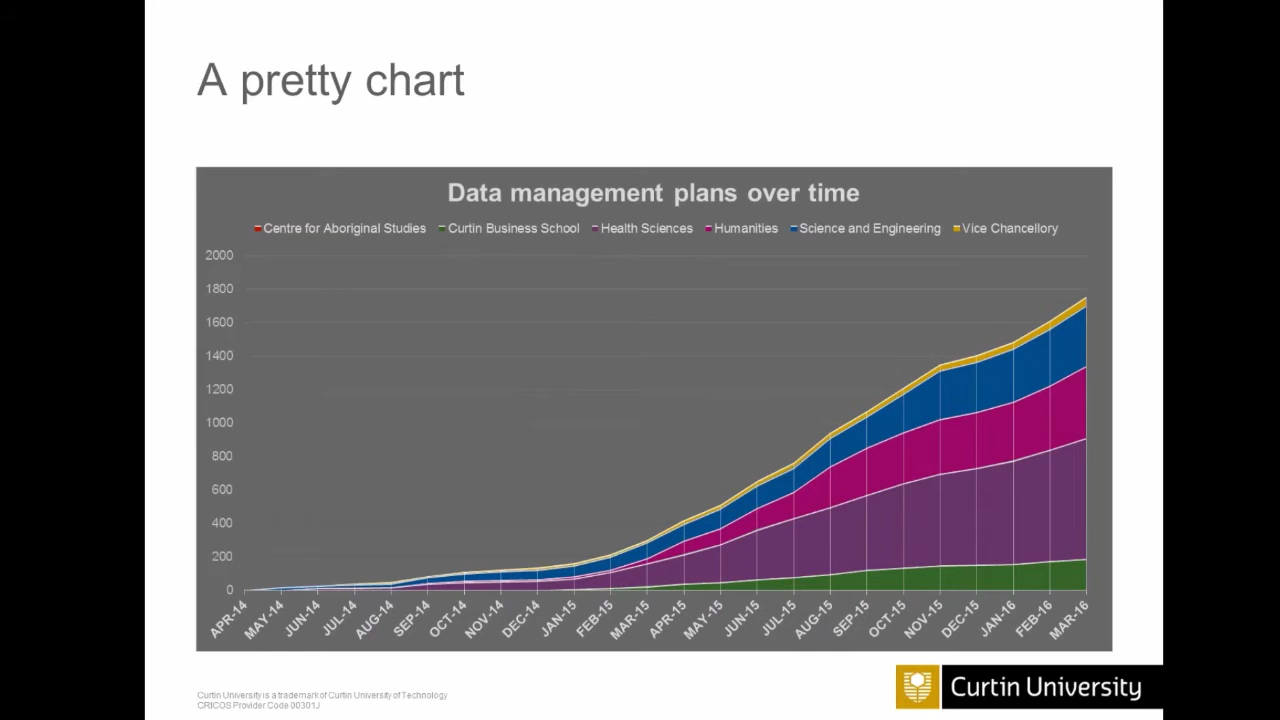 A pretty chart
Data management plans over time
Centre for Aboriginal Studies Curtin Business School Health Sciences Humanities Science and Engineering Vice Chancellory
2000
1800
1600
1400
1200
1000
800
600
400
200
0
APR-14 MAY-14 JUN-14 JUL-14 AUG-14 SEP-14 OCT-14 NOV-14 DEC-14 JAN-15 FEB-15 MAR-15 APR-15 MAY-15 JUN-15 JUL-15 AUG-15 SEP-15 OCT-15 NOV-15 DEC-15 JAN-16 FEB-16 MAR-16
Curtin University is a trademark of Curtin University of Technology
CRICOS Provider Code 00301J
Curtin University